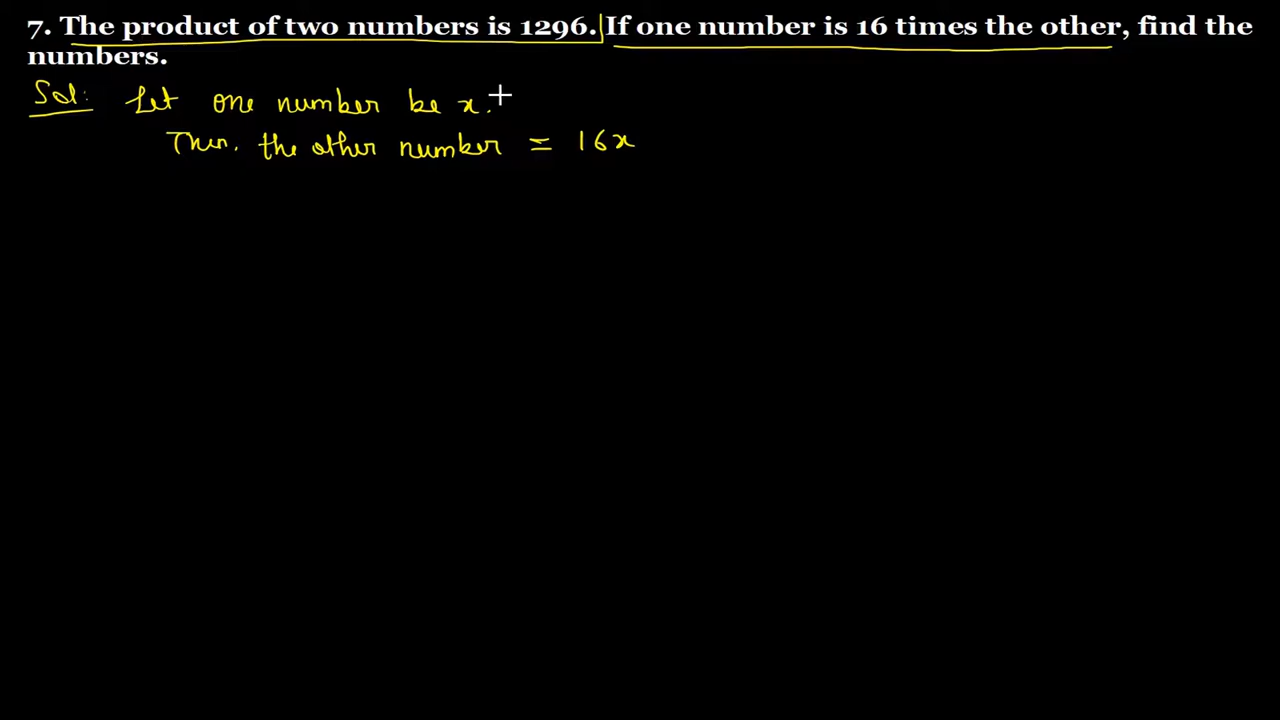 7. The product of two numbers is 1296. If one number is 16 times the other, find the
numbers.
Sol: Let one number be x.
Then, the other number = 16x